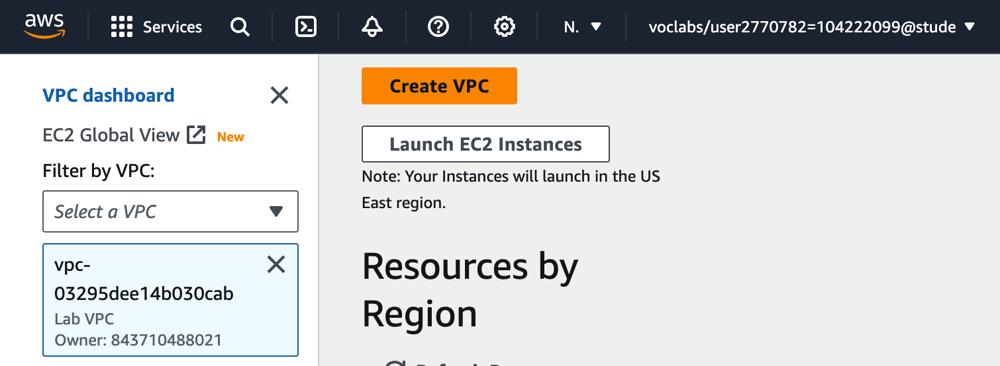 aws
Services
N.
voclabs/user2770782=104222099@stude
VPC dashboard
EC2 Global View New
Filter by VPC:
Select a VPC
vpc-
03295dee14b030cab
Lab VPC
Owner: 843710488021
Create VPC
Launch EC2 Instances
Note: Your Instances will launch in the US
East region.
Resources by
Region